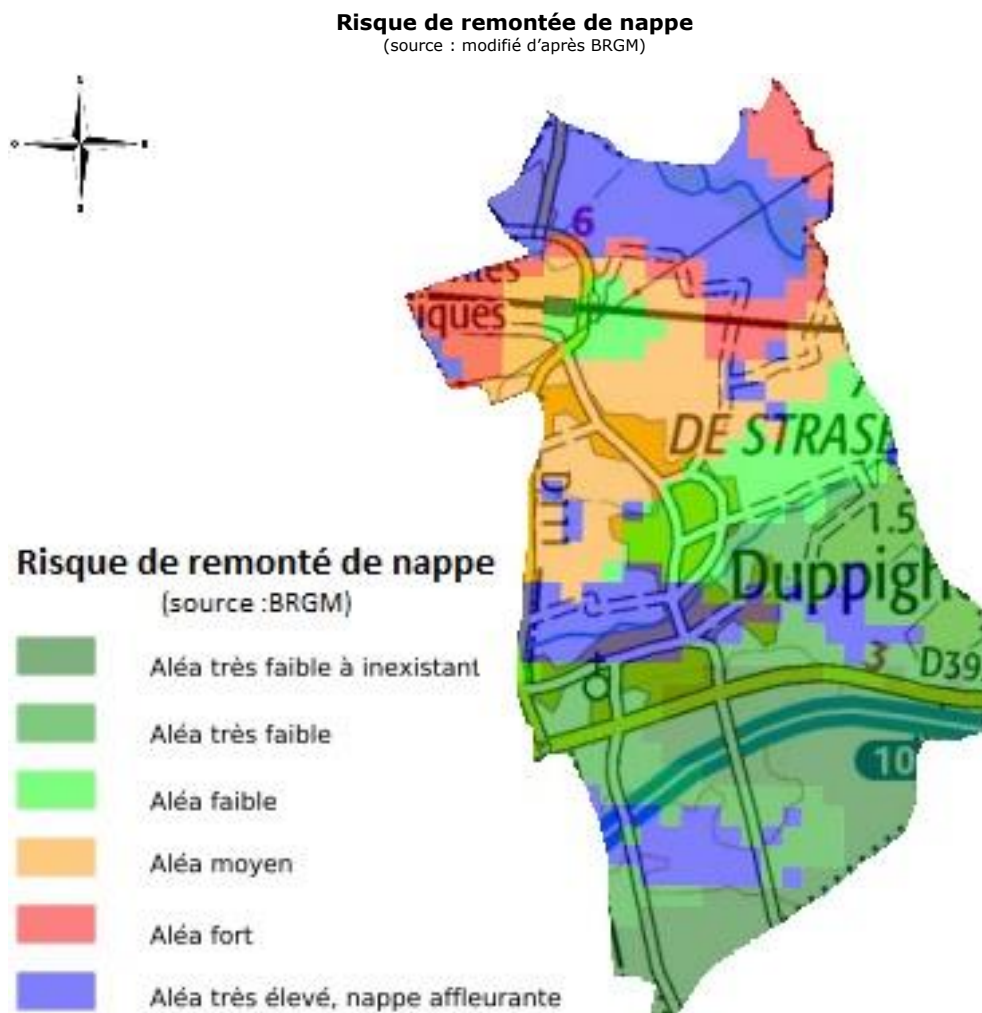 Risque de remontée de nappe
(source : modifié d'après BRGM)
6
iques
DE STRASE
1.5
Duppigh
3
D39
10
Risque de remonté de nappe
(source :BRGM)
Aléa très faible à inexistant
Aléa très faible
Aléa faible
Aléa moyen
Aléa fort
Aléa très élevé, nappe affleurante